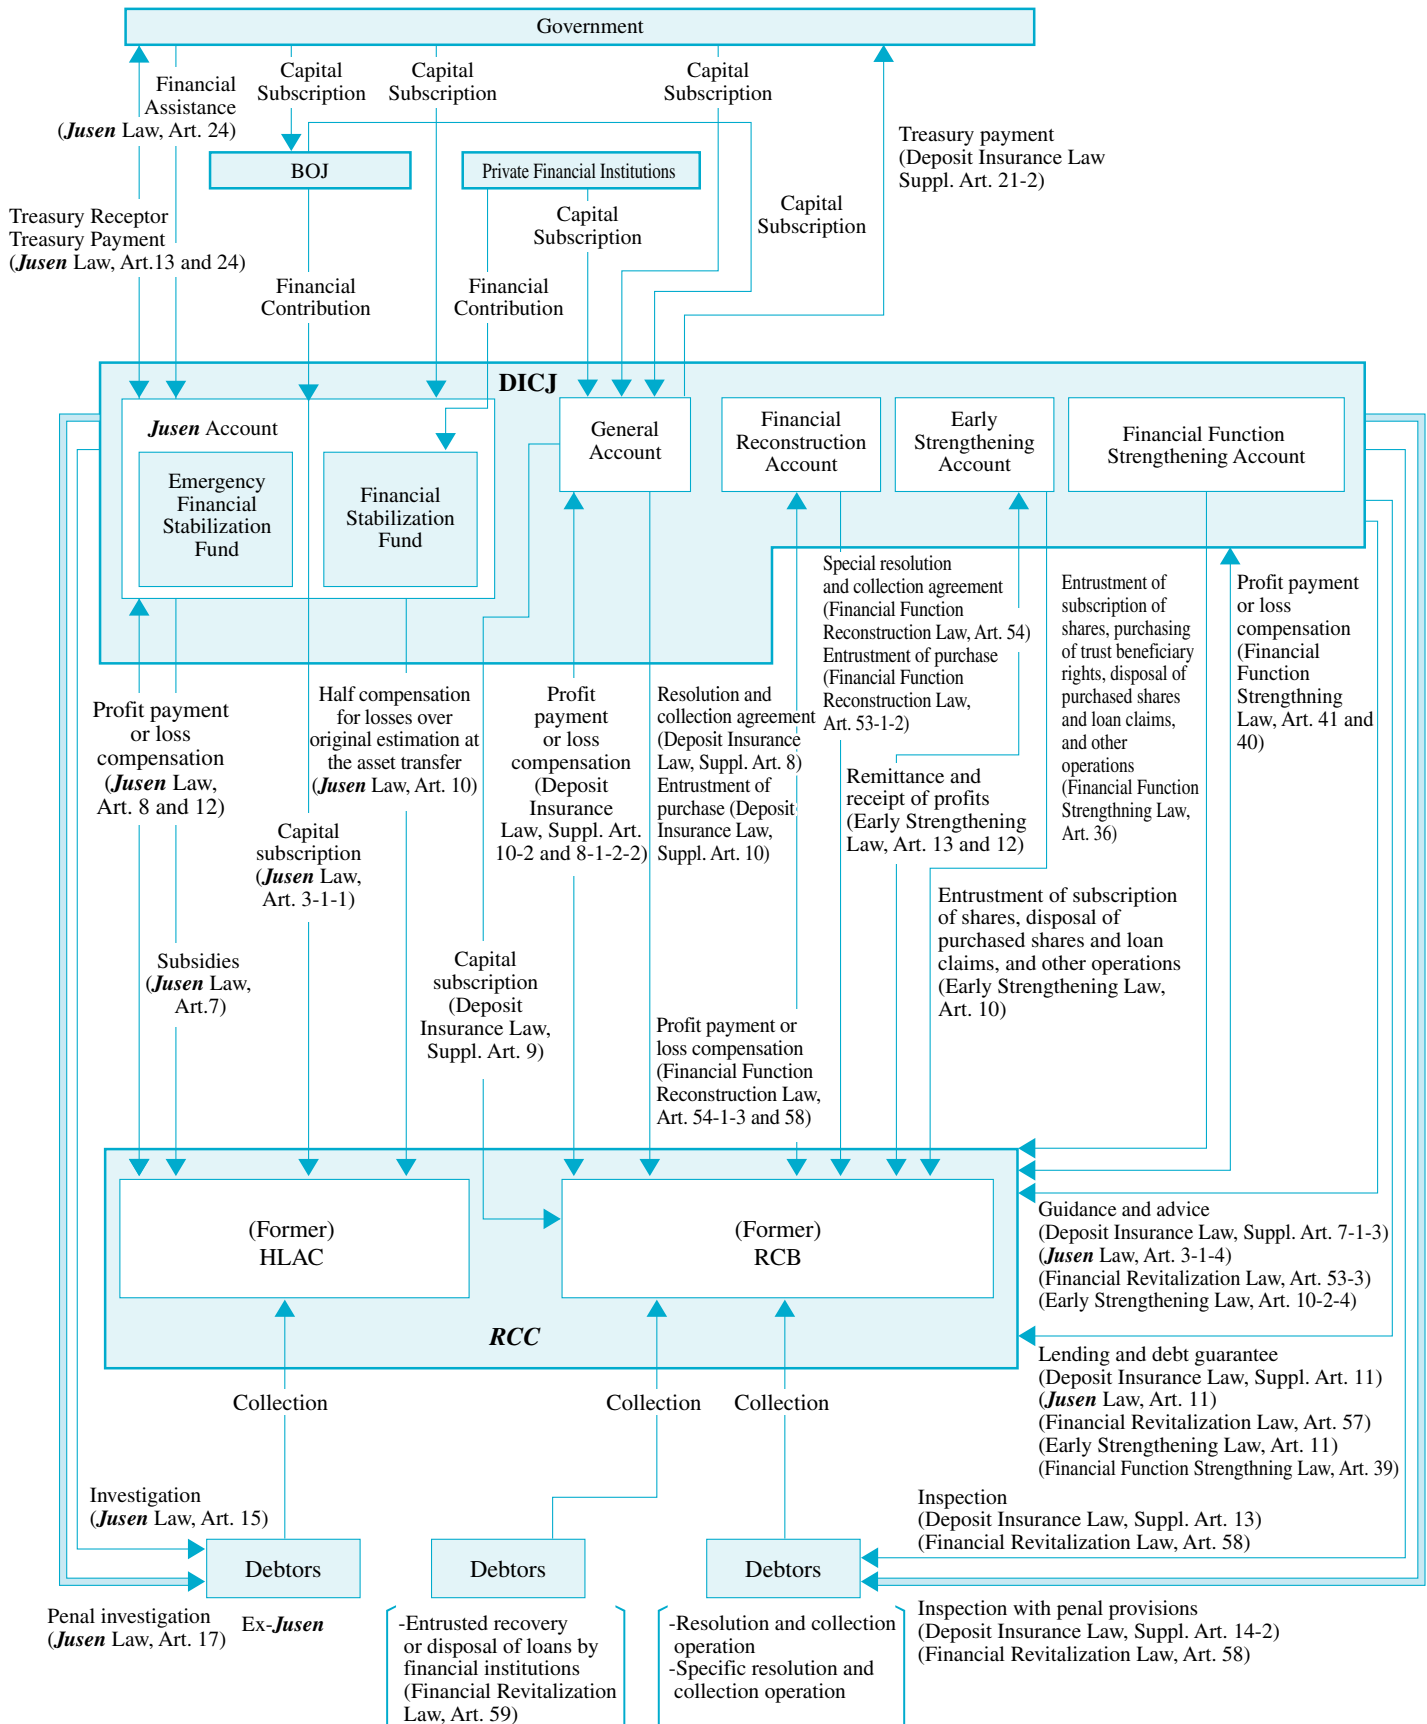 Government
Financial
Assistance
(Jusen Law, Art. 24)
Capital
Subscription
Capital
Subscription
Capital
Subscription
Treasury payment
(Deposit Insurance Law
Suppl. Art. 21-2)
BOJ
Private Financial Institutions
Capital
Subscription
Capital
Subscription
Treasury Receptor
Treasury Payment
(Jusen Law, Art.13 and 24)
Financial
Contribution
Financial
Contribution
DICJ
Jusen Account
Emergency
Financial
Stabilization
Fund
Financial
Stabilization
Fund
General
Account
Financial
Reconstruction
Account
Early
Strengthening
Account
Financial Function
Strengthening Account
Special resolution
and collection agreement
(Financial Function
Reconstruction Law, Art. 54)
Entrustment of purchase
(Financial Function
Reconstruction Law,
Art. 53-1-2)
Entrustment of
subscription of
shares, purchasing
of trust beneficiary
rights, disposal of
purchased shares
and loan claims,
and other
operations
(Financial Function
Strengthning Law,
Art. 36)
Profit payment
or loss
compensation
(Financial
Function
Strengthning
Law, Art. 41 and
40)
Profit payment
or loss
compensation
(Jusen Law,
Art. 8 and 12)
Half compensation
for losses over
original estimation at
the asset transfer
(Jusen Law, Art. 10)
Profit
payment
or loss
compensation
(Deposit
Insurance
Law, Suppl. Art.
10-2 and 8-1-2-2)
Resolution and
collection agreement
(Deposit Insurance
Law, Suppl. Art. 8)
Entrustment of
purchase (Deposit
Insurance Law,
Suppl. Art. 10)
Remittance and
receipt of profits
(Early Strengthening
Law, Art. 13 and 12)
Capital
subscription
(Jusen Law,
Art. 3-1-1)
Entrustment of subscription
of shares, disposal of
purchased shares and loan
claims, and other operations
(Early Strengthening Law,
Art. 10)
Subsidies
(Jusen Law,
Art.7)
Capital
subscription
(Deposit
Insurance Law,
Suppl. Art. 9)
Profit payment or
loss compensation
(Financial Function
Reconstruction Law,
Art. 54-1-3 and 58)
(Former)
HLAC
(Former)
RCB
RCC
Guidance and advice
(Deposit Insurance Law, Suppl. Art. 7-1-3)
(Jusen Law, Art. 3-1-4)
(Financial Revitalization Law, Art. 53-3)
(Early Strengthening Law, Art. 10-2-4)
Lending and debt guarantee
(Deposit Insurance Law, Suppl. Art. 11)
(Jusen Law, Art. 11)
(Financial Revitalization Law, Art. 57)
(Early Strengthening Law, Art. 11)
(Financial Function Strengthning Law, Art. 39)
Collection
Collection
Collection
Investigation
(Jusen Law, Art. 15)
Inspection
(Deposit Insurance Law, Suppl. Art. 13)
(Financial Revitalization Law, Art. 58)
Debtors
Debtors
Debtors
Penal investigation
(Jusen Law, Art. 17)
Ex-Jusen
-Entrusted recovery
or disposal of loans by
financial institutions
(Financial Revitalization
Law, Art. 59)
-Resolution and collection
operation
-Specific resolution and
collection operation
Inspection with penal provisions
(Deposit Insurance Law, Suppl. Art. 14-2)
(Financial Revitalization Law, Art. 58)